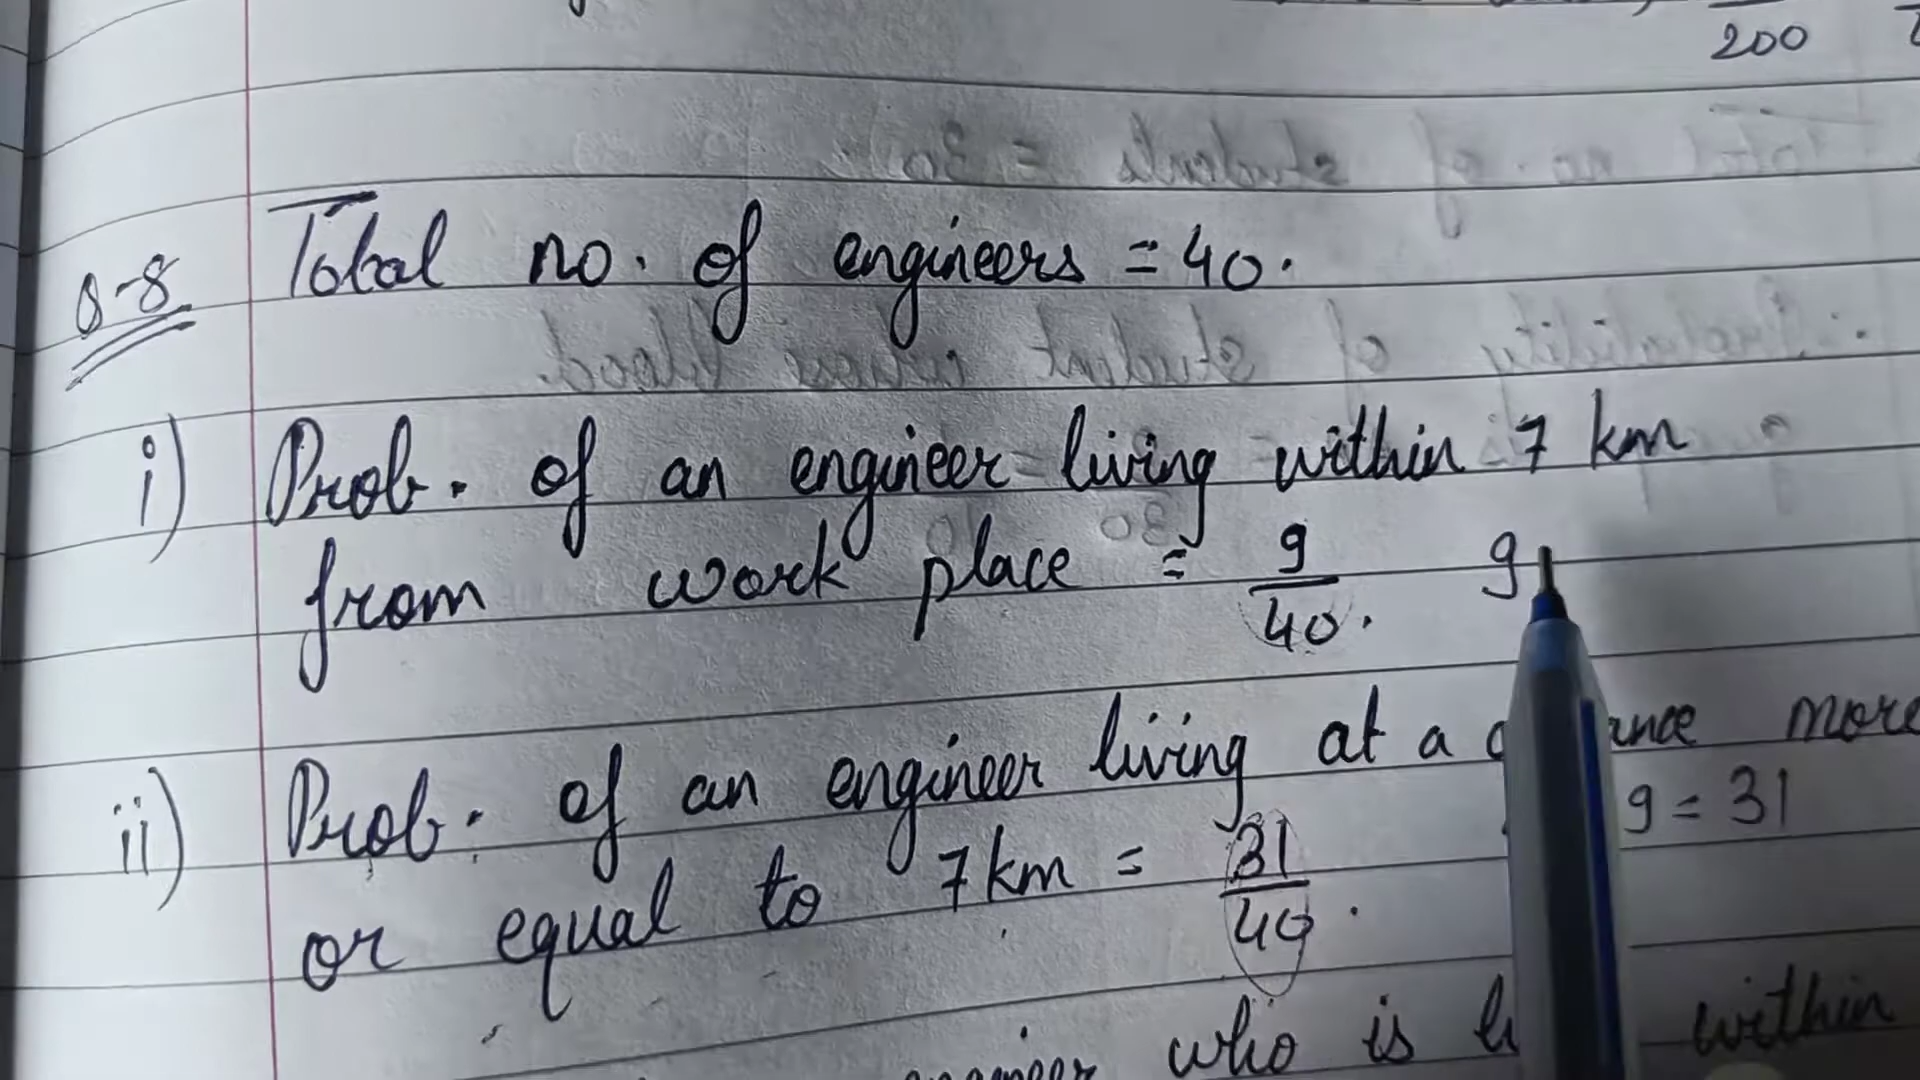 200
Total no. of engineers = 40.
Q-8
i) Prob. of an engineer living within 7 km
from work place = 9/40. 9
ii) Prob. of an engineer living at a more
9 = 31
or equal to 7 km = 31/40.
who is within